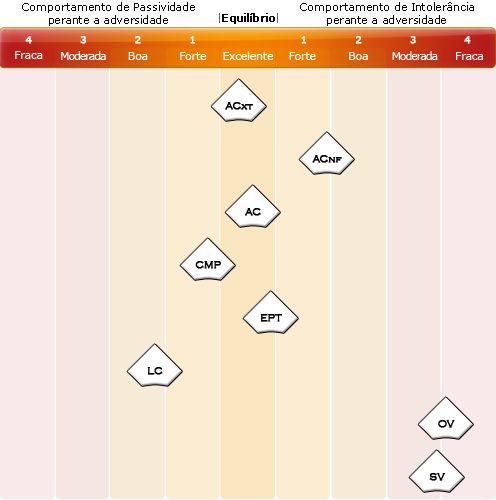 Comportamento de Passividade
perante a adversidade
|Equilíbrio|
Comportamento de Intolerância
perante a adversidade
4 3 2 1 1 2 3 4
Fraca Moderada Boa Forte Excelente Forte Boa Moderada Fraca
ACXT
ACNF
AC
CMP
EPT
LC
OV
SV